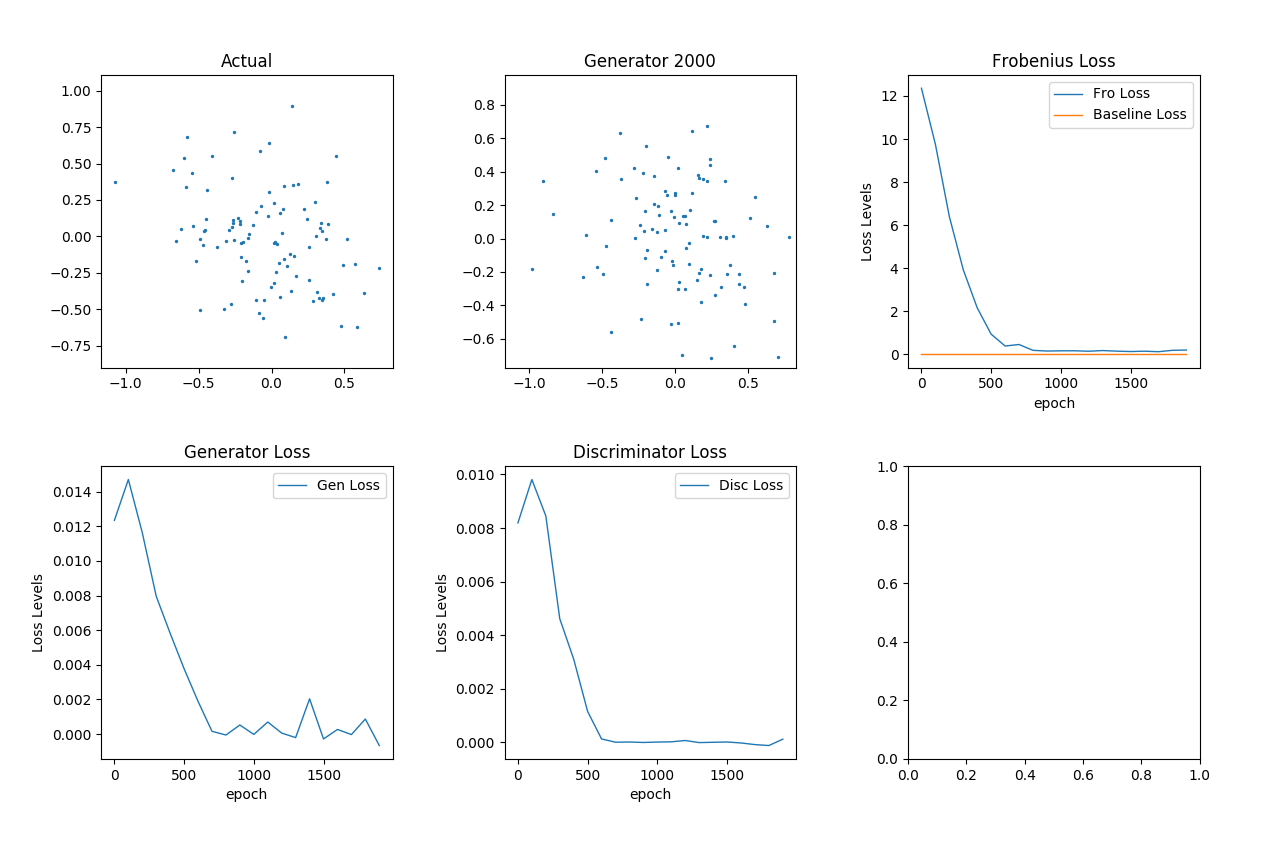 Actual
1.00
0.75
0.50
0.25
0.00
−0.25
−0.50
−0.75
−1.0 −0.5 0.0 0.5
Generator 2000
0.8
0.6
0.4
0.2
0.0
−0.2
−0.4
−0.6
−1.0 −0.5 0.0 0.5
Frobenius Loss
Fro Loss
Baseline Loss
Loss Levels
12
10
8
6
4
2
0
0 500 1000 1500
epoch
Generator Loss
Gen Loss
Loss Levels
0.014
0.012
0.010
0.008
0.006
0.004
0.002
0.000
0 500 1000 1500
epoch
Discriminator Loss
Disc Loss
Loss Levels
0.010
0.008
0.006
0.004
0.002
0.000
0 500 1000 1500
epoch
1.0
0.8
0.6
0.4
0.2
0.0
0.0 0.2 0.4 0.6 0.8 1.0